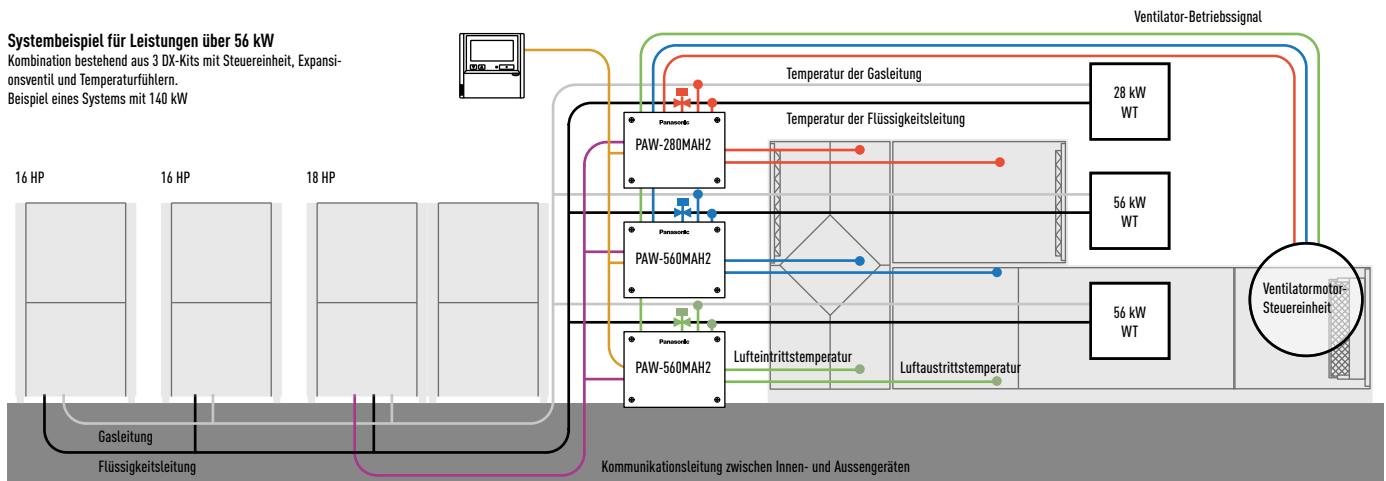 Systembeispiel für Leistungen über 56 kW
Kombination bestehend aus 3 DX-Kits mit Steuereinheit, Expansi-
onsventil und Temperaturfühlern.
Beispiel eines Systems mit 140 kW
Ventilator-Betriebssignal
Temperatur der Gasleitung
28 kW
WT
Panasonic
PAW-280MAH2
Temperatur der Flüssigkeitsleitung
16 HP
16 HP
18 HP
56 kW
WT
Panasonic
PAW-560MAH2
Ventilatormotor-
Steuereinheit
56 kW
WT
Panasonic
PAW-560MAH2
Lufteintrittstemperatur
Luftaustrittstemperatur
Gasleitung
Flüssigkeitsleitung
Kommunikationsleitung zwischen Innen- und Aussengeräten